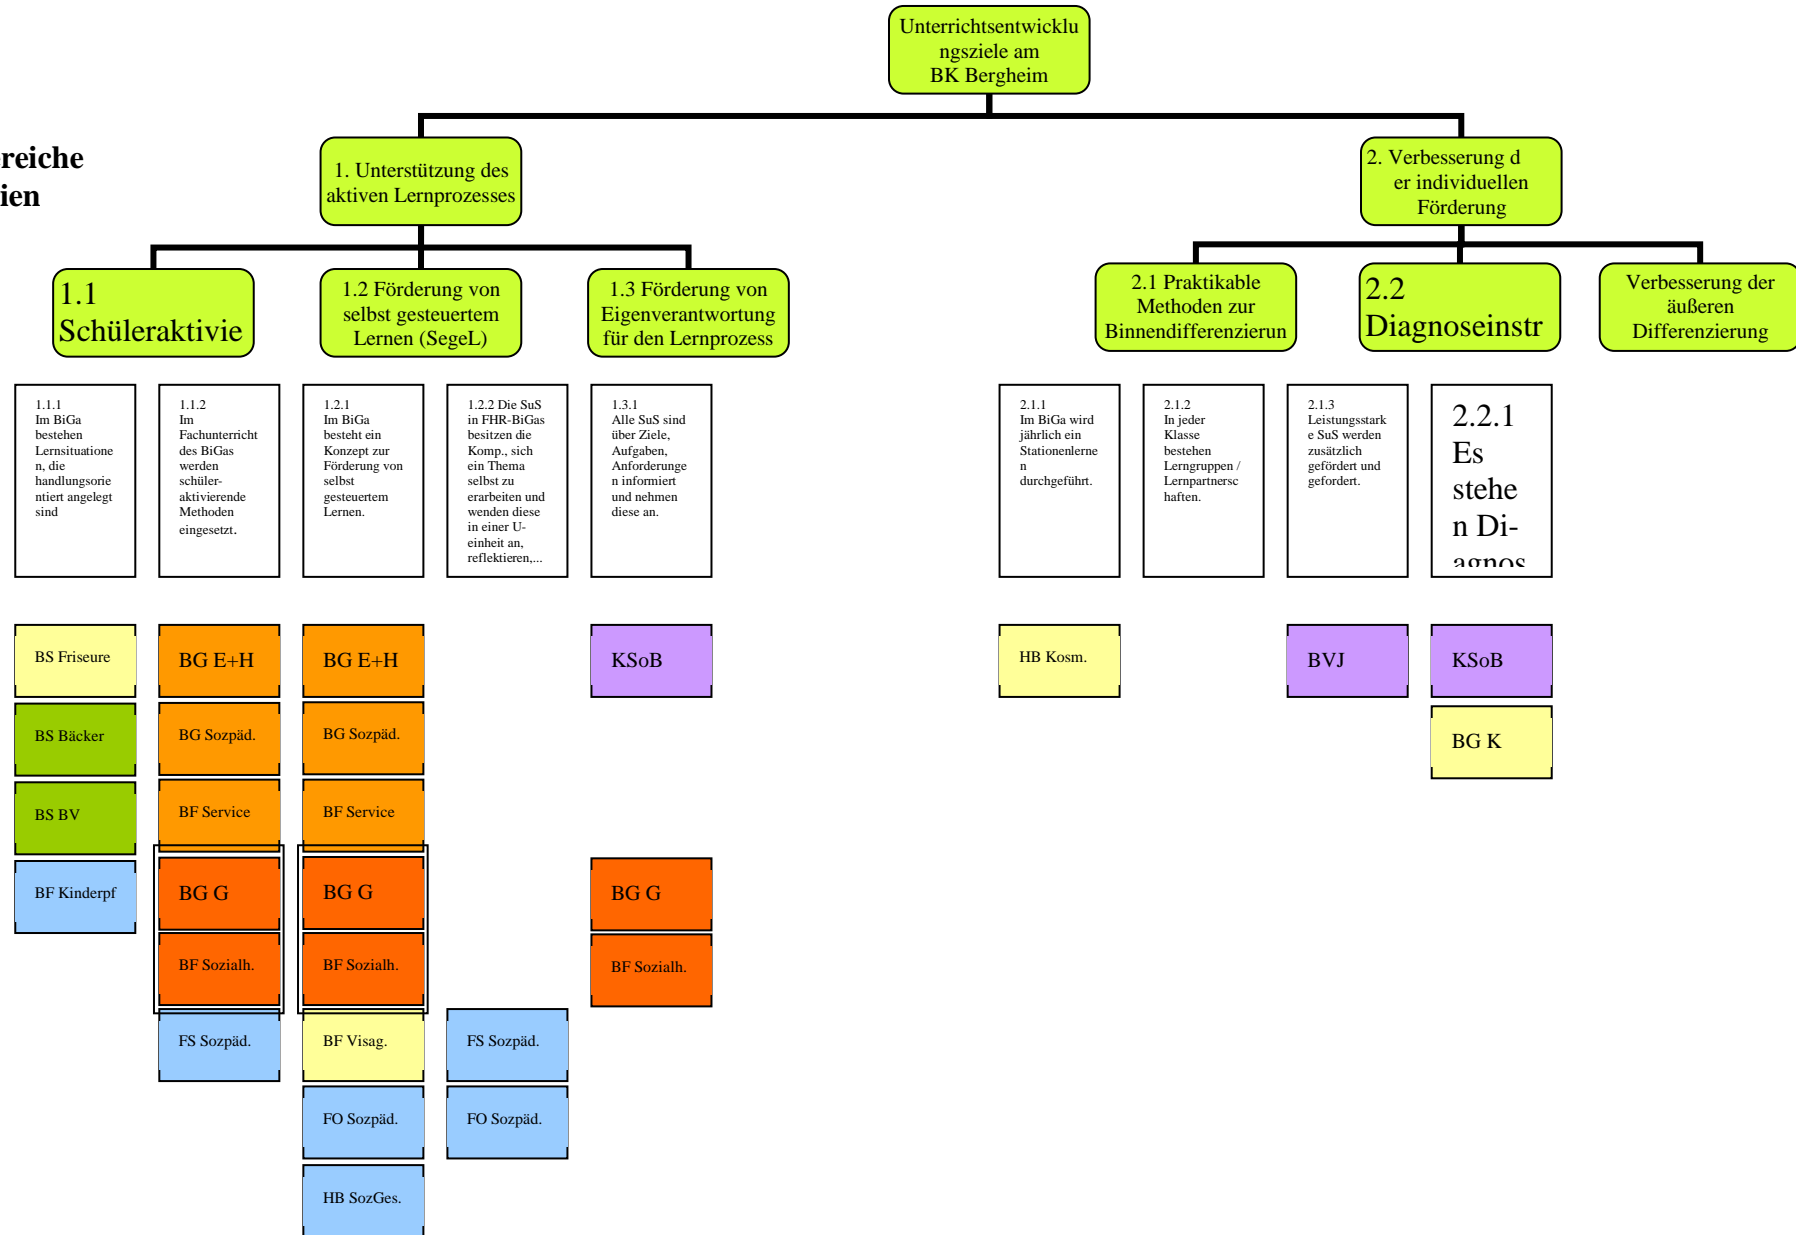 Unterrichtsentwicklu
ngsziele am
BK Bergheim
reiche
ien
1. Unterstützung des
aktiven Lernprozesses
2. Verbesserung d
er individuellen
Förderung
1.1
Schüleraktivie
1.2 Förderung von
selbst gesteuertem
Lernen (SegeL)
1.3 Förderung von
Eigenverantwortung
für den Lernprozess
2.1 Praktikable
Methoden zur
Binnendifferenzierun
2.2
Diagnoseinstr
Verbesserung der
äußeren
Differenzierung
1.1.1
Im BiGa
bestehen
Lernsituatione
n, die
handlungsorie
ntiert angelegt
sind
1.1.2
Im
Fachunterricht
des BiGas
werden
schüler-
aktivierende
Methoden
eingesetzt.
1.2.1
Im BiGa
besteht ein
Konzept zur
Förderung von
selbst
gesteuertem
Lernen.
1.2.2 Die SuS
in FHR-BiGas
besitzen die
Komp., sich
ein Thema
selbst zu
erarbeiten und
wenden diese
in einer U-
einheit an,
reflektieren,...
1.3.1
Alle SuS sind
über Ziele,
Aufgaben,
Anforderunge
n informiert
und nehmen
diese an.
2.1.1
Im BiGa wird
jährlich ein
Stationenlerne
n
durchgeführt.
2.1.2
In jeder
Klasse
bestehen
Lerngruppen /
Lernpartnersc
haften.
2.1.3
Leistungsstark
e SuS werden
zusätzlich
gefördert und
gefordert.
2.2.1
Es
stehe
n Di-
agnos
BS Friseure
BG E+H
BG E+H
KSoB
HB Kosm.
BVJ
KSoB
BS Bäcker
BG Sozpäd.
BG Sozpäd.
BG K
BS BV
BF Service
BF Service
BF Kinderpf
BG G
BG G
BG G
BF Sozialh.
BF Sozialh.
BF Sozialh.
FS Sozpäd.
BF Visag.
FS Sozpäd.
FO Sozpäd.
FO Sozpäd.
HB SozGes.